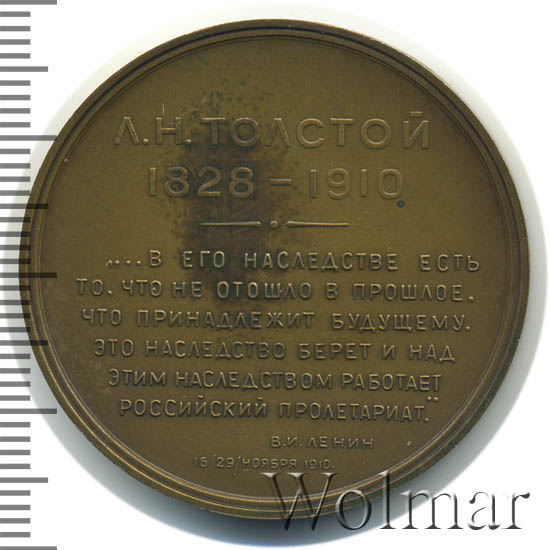 Л.Н.ТОЛСТОЙ
1828 – 1910
„... В ЕГО НАСЛЕДСТВЕ ЕСТЬ
ТО, ЧТО НЕ ОТОШЛО В ПРОШЛОЕ,
ЧТО ПРИНАДЛЕЖИТ БУДУЩЕМУ.
ЭТО НАСЛЕДСТВО БЕРЕТ И НАД
ЭТИМ НАСЛЕДСТВОМ РАБОТАЕТ
РОССИЙСКИЙ ПРОЛЕТАРИАТ."
В.И.ЛЕНИН
16/29/НОЯБРЯ 1910.
Wolmar